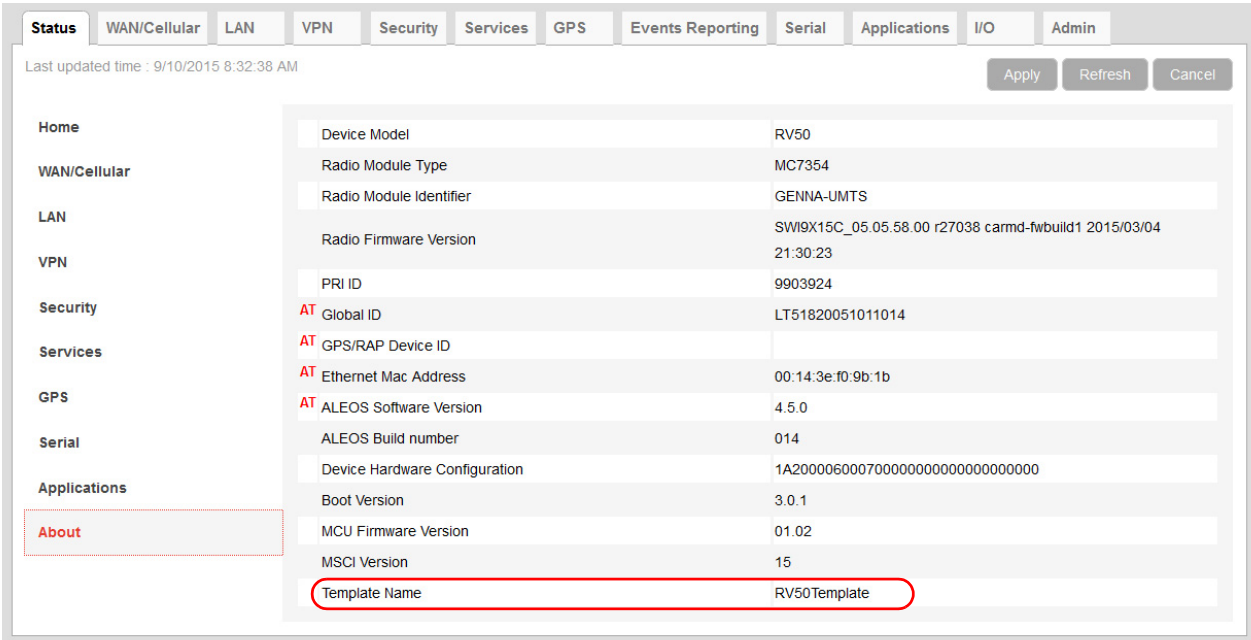 Status WAN/Cellular LAN VPN Security Services GPS Events Reporting Serial Applications I/O Admin
Last updated time : 9/10/2015 8:32:38 AM
Apply Refresh Cancel
Home
WAN/Cellular
LAN
VPN
Security
Services
GPS
Serial
Applications
About
Device Model RV50
Radio Module Type MC7354
Radio Module Identifier GENNA-UMTS
Radio Firmware Version SWI9X15C_05.05.58.00 r27038 carmd-fwbuild1 2015/03/04
21:30:23
PRI ID 9903924
AT Global ID LT51820051011014
AT GPS/RAP Device ID
AT Ethernet Mac Address 00:14:3e:f0:9b:1b
AT ALEOS Software Version 4.5.0
ALEOS Build number 014
Device Hardware Configuration 1A200006000700000000000000000000
Boot Version 3.0.1
MCU Firmware Version 01.02
MSCI Version 15
Template Name RV50Template